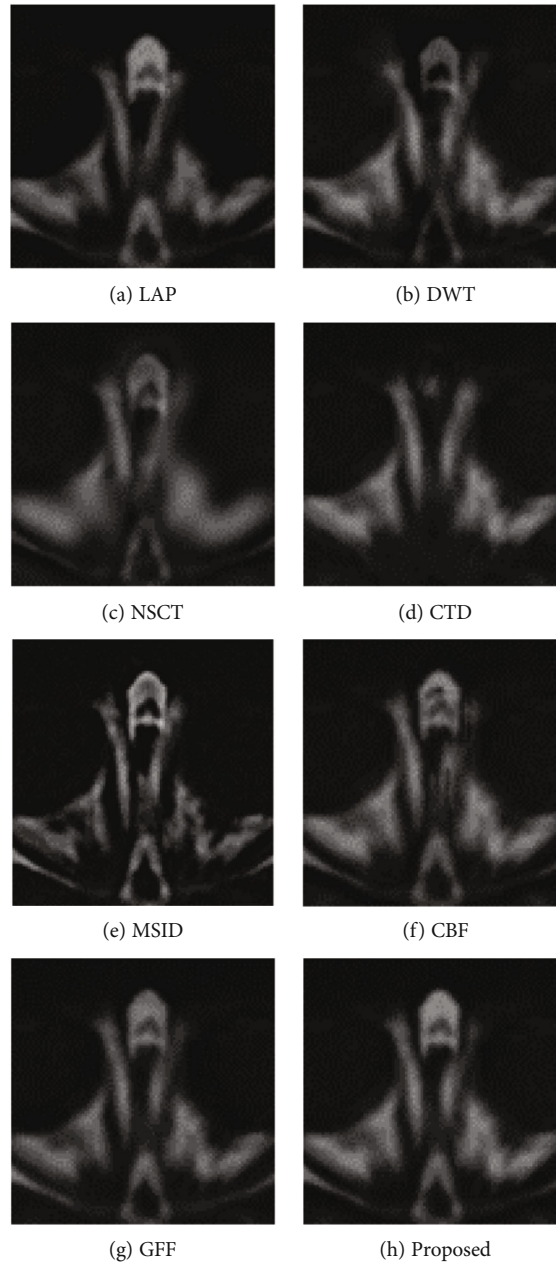 (a) LAP
(b) DWT
(c) NSCT
(d) CTD
(e) MSID
(f) CBF
(g) GFF
(h) Proposed